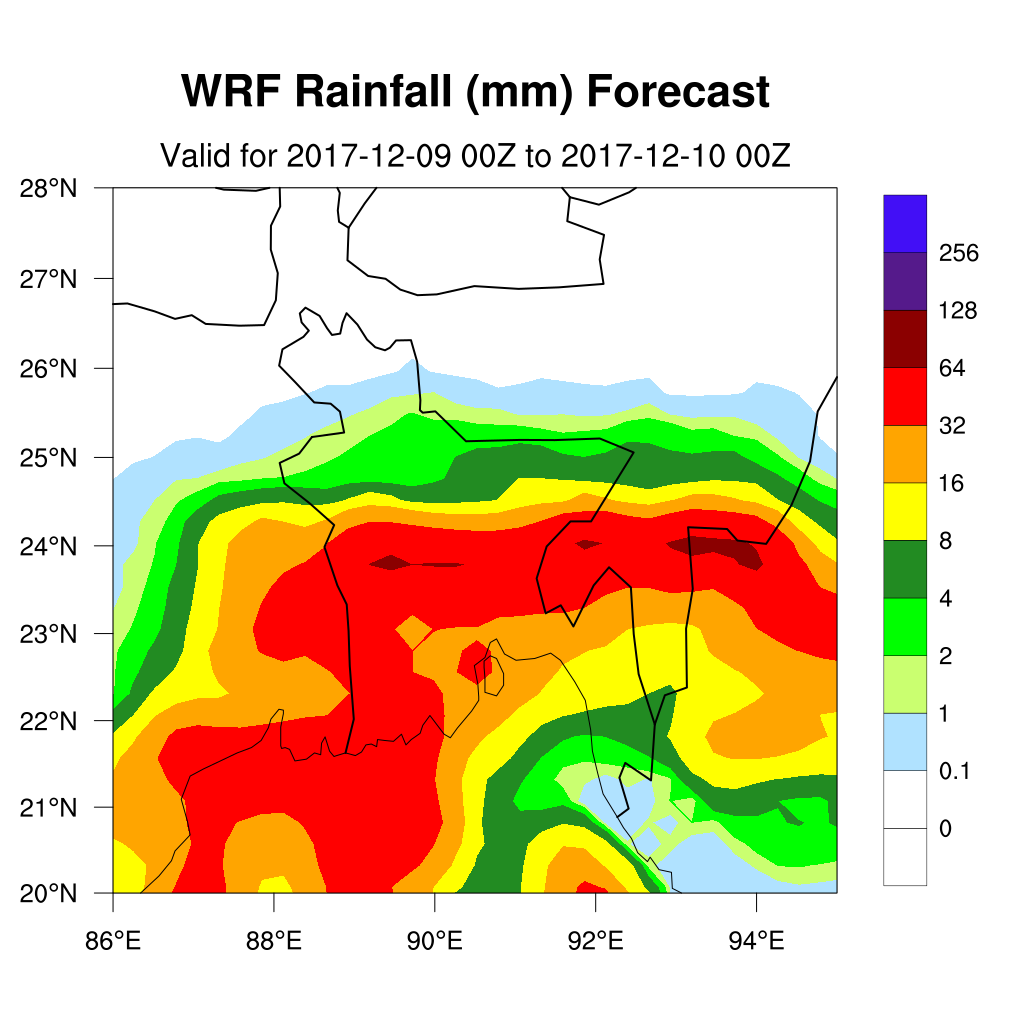 WRF Rainfall (mm) Forecast
Valid for 2017-12-09 00Z to 2017-12-10 00Z
28°N
27°N
26°N
25°N
24°N
23°N
22°N
21°N
20°N
86°E
88°E
90°E
92°E
94°E
256
128
64
32
16
8
4
2
1
0.1
0